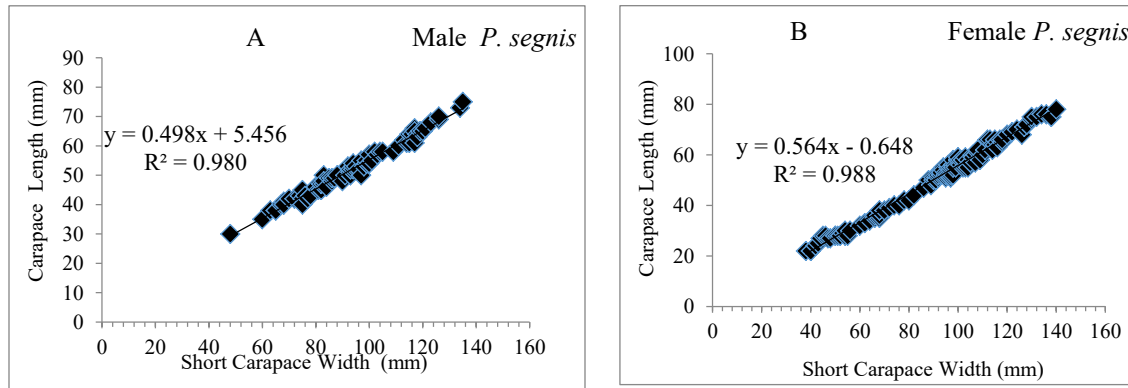 A
Male P. segnis
90
80
70
60
50
40
30
20
10
0
y = 0.498x + 5.456
R² = 0.980
Carapace Length (mm)
0 20 40 60 80 100 120 140 160
Short Carapace Width (mm)
B
Female P. segnis
100
80
60
40
20
0
y = 0.564x - 0.648
R² = 0.988
Carapace Length (mm)
0 20 40 60 80 100 120 140 160
Short Carapace Width (mm)